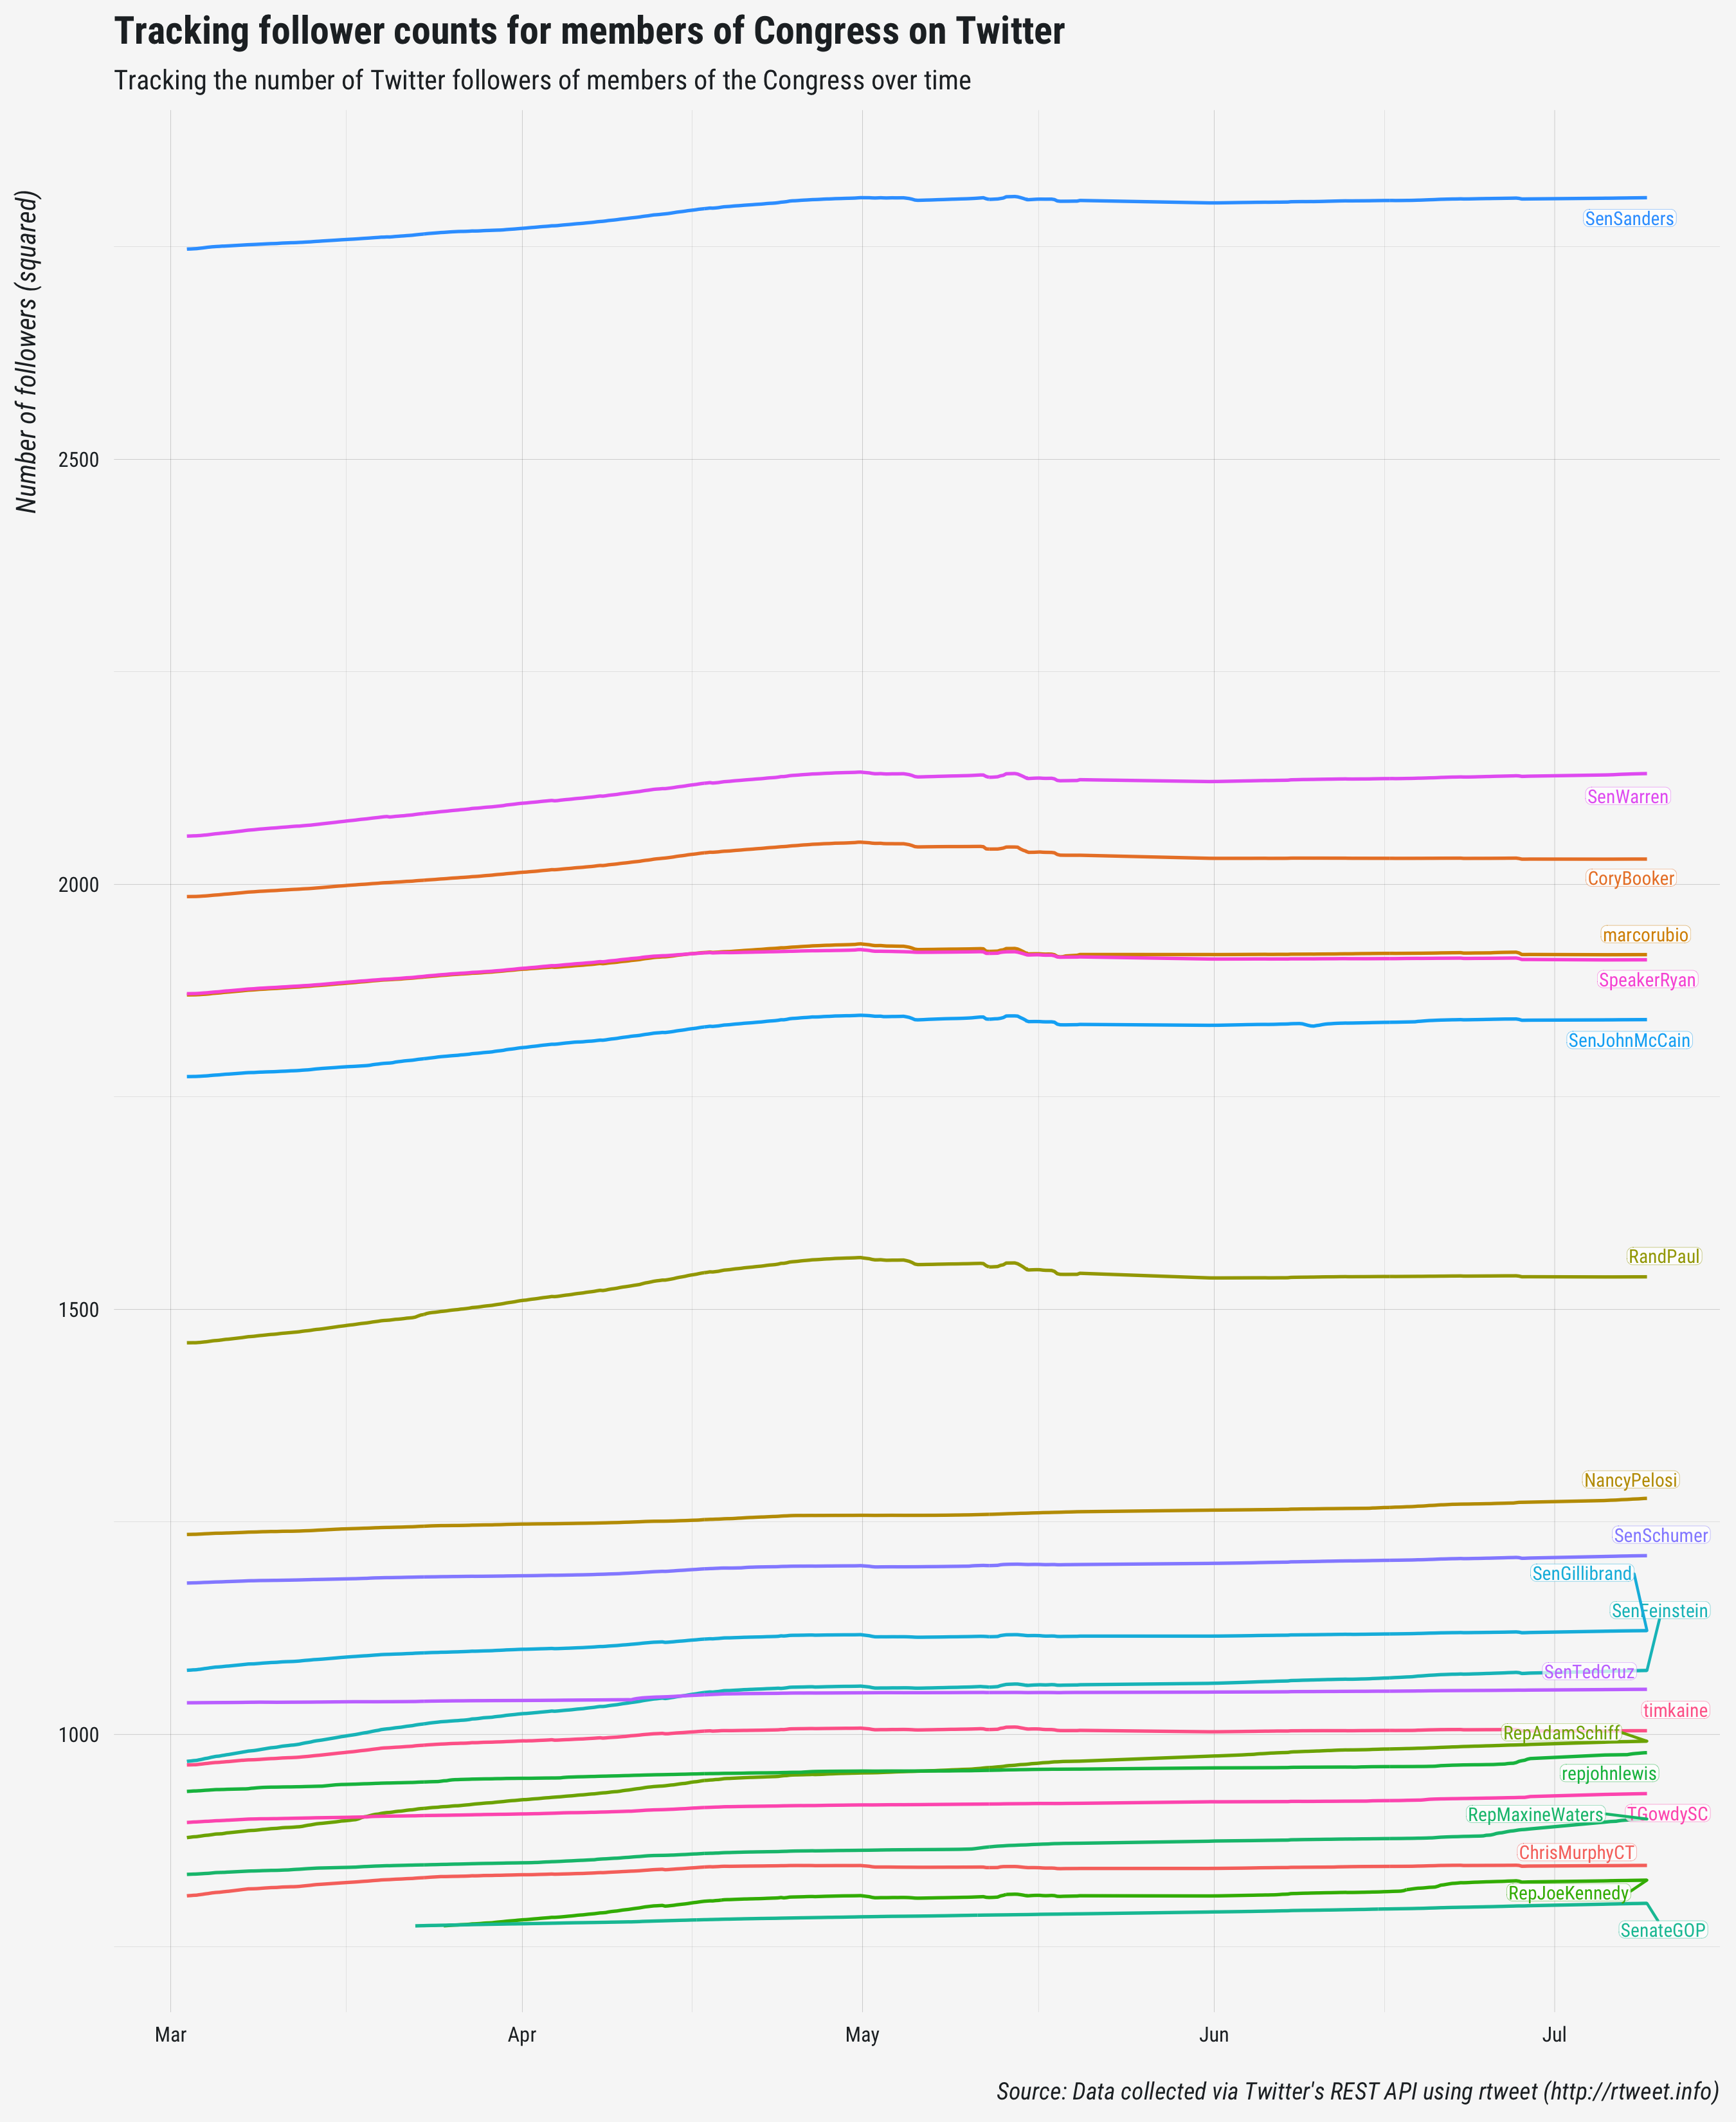 Tracking follower counts for members of Congress on Twitter
Tracking the number of Twitter followers of members of the Congress over time
Number of followers (squared)
SenSanders
2500
SenWarren
2000
CoryBooker
marcorubio
SpeakerRyan
SenJohnMcCain
RandPaul
1500
NancyPelosi
SenSchumer
SenGillibrand
SenFeinstein
SenTedCruz
timkaine
RepAdamSchiff
1000
repjohnlewis
RepMaxineWaters
TGowdySC
ChrisMurphyCT
RepJoeKennedy
SenateGOP
Mar Apr May Jun Jul
Source: Data collected via Twitter's REST API using rtweet (http://rtweet.info)